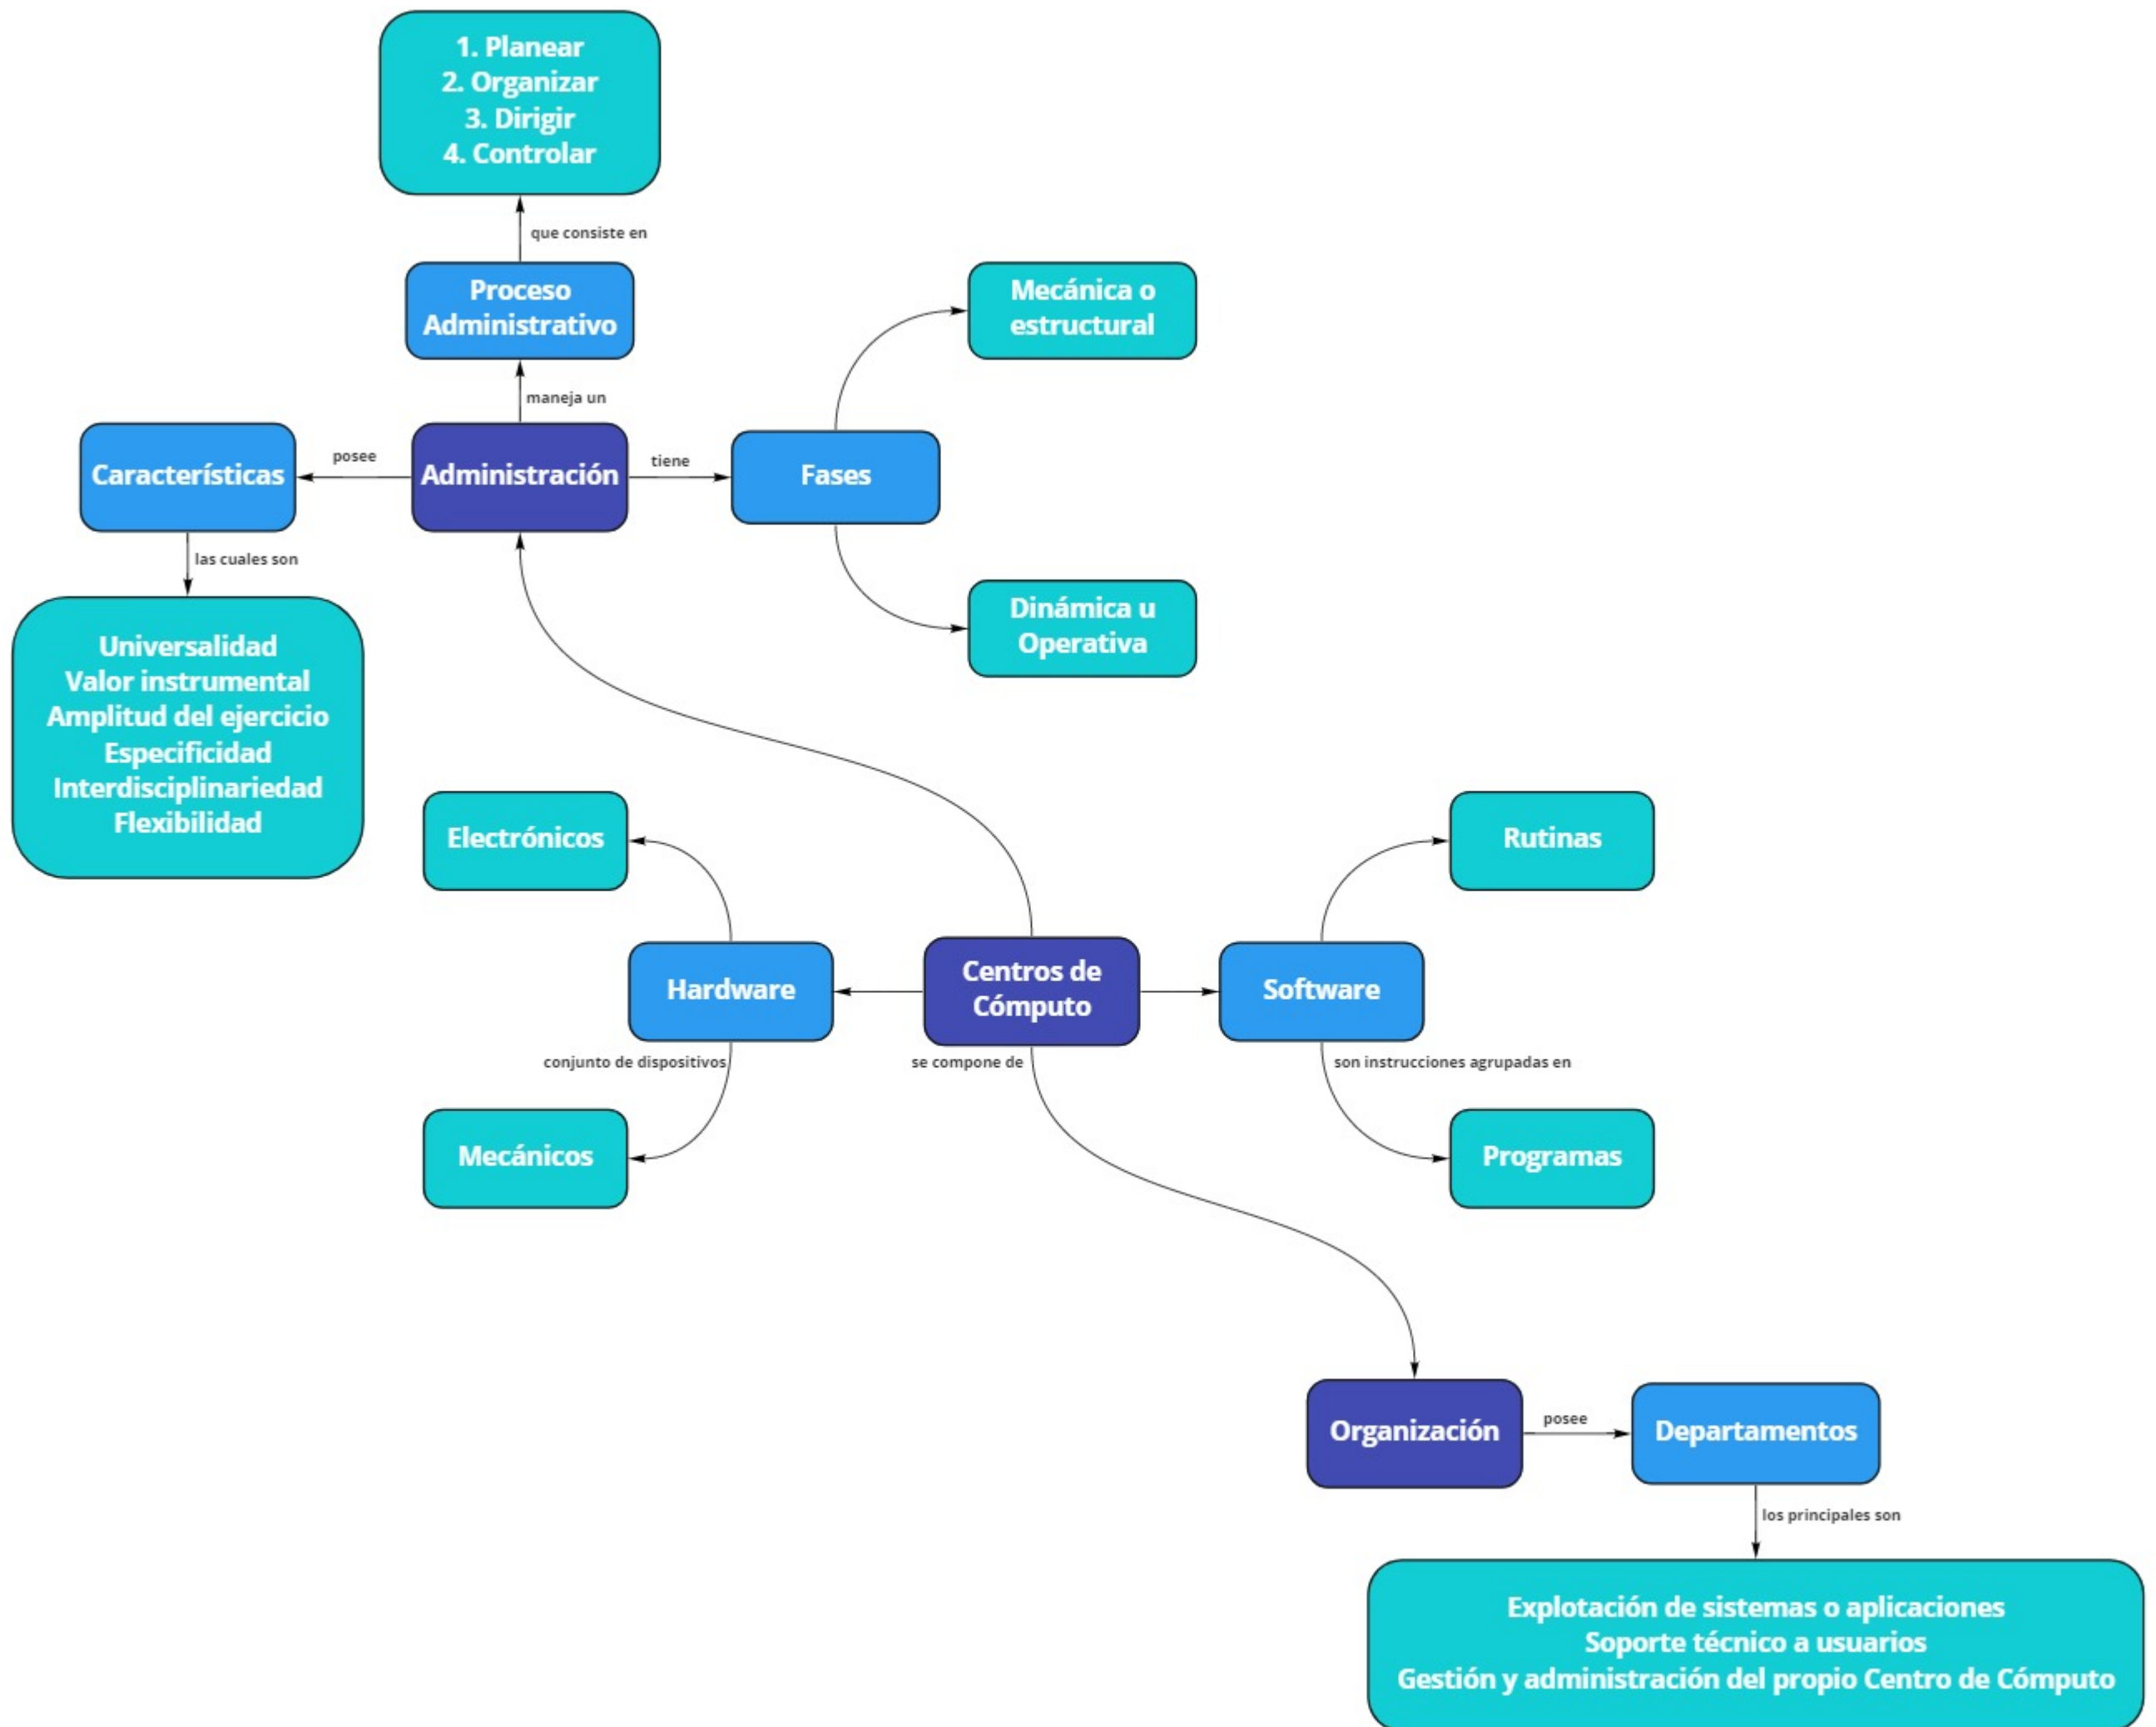 1. Planear
2. Organizar
3. Dirigir
4. Controlar
que consiste en
Proceso
Administrativo
maneja un
Mecánica o
estructural
Característicás
posee
Administración
tiene
Fases
las cuales son
Dinámica u
Operativa
Universalidad
Valor instrumental
Amplitud del ejercicio
Especificidad
Interdisciplinariedad
Flexibilidad
Electrónicos
Rutinas
Hardware
Centros de
Cómputo
Software
conjunto de dispositivos
se compone de
son instrucciones agrupadas en
Mecánicos
Programas
Organización
posee
Departamentos
los principales son
Explotación de sistemas o aplicaciones
Soporte técnico a usuarios
Gestión y administración del propio Centro de Cómputo